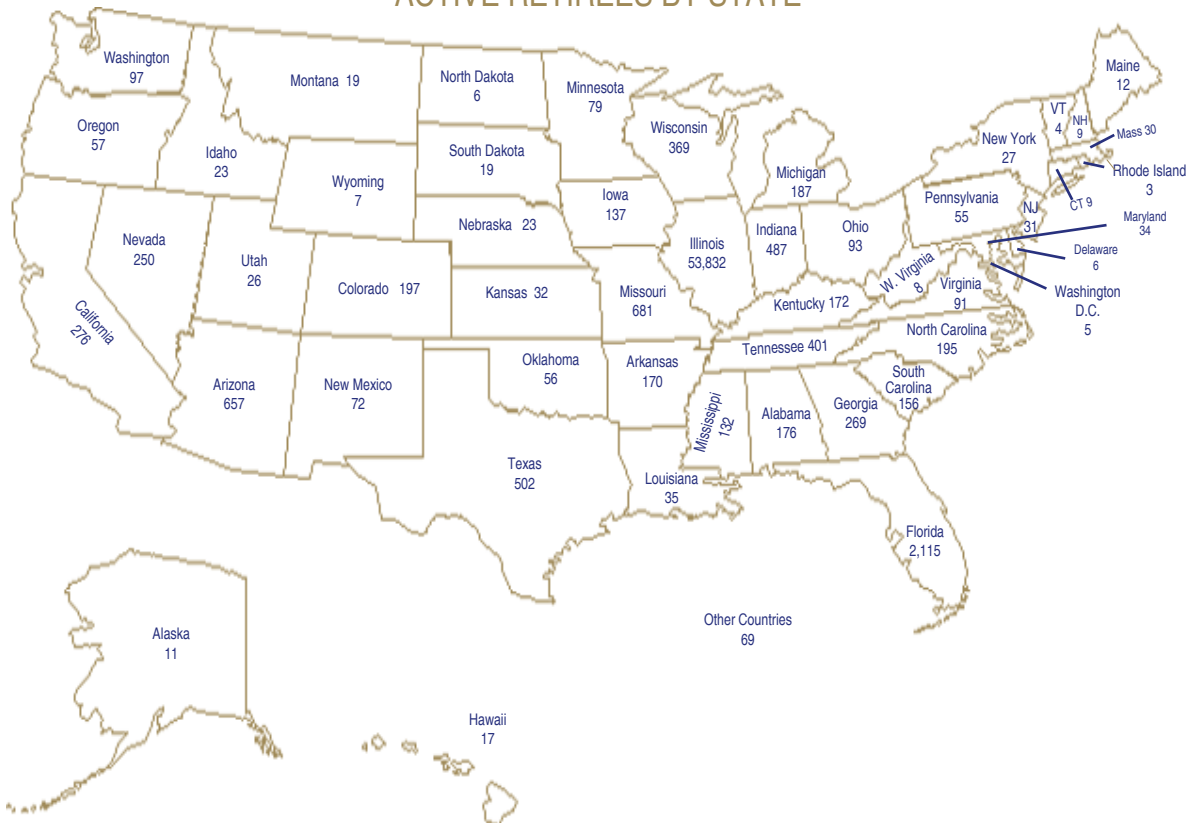 ACTIVE RETIREES BY STATE
Washington
97
Oregon
57
Idaho
23
Montana 19
Wyoming
7
North Dakota
6
South Dakota
19
Nebraska 23
Kansas 32
Minnesota
79
Iowa
137
Wisconsin
369
Michigan
187
Illinois
53,832
Indiana
487
Ohio
93
Missouri
681
Kentucky 172
Nevada
250
Utah
26
Colorado 197
California
276
Arizona
657
New Mexico
72
Oklahoma
56
Arkansas
170
Tennessee 401
Texas
502
Louisiana
35
Mississippi
132
Alabama
176
Georgia
269
Florida
2,115
South
Carolina
156
North Carolina
195
Virginia
91
W. Virginia
8
Pennsylvania
55
New York
27
VT
4
NH
9
Maine
12
Mass 30
Rhode Island
3
CT 9
NJ
31
Maryland
34
Delaware
6
Washington
D.C.
5
Other Countries
69
Alaska
11
Hawaii
17